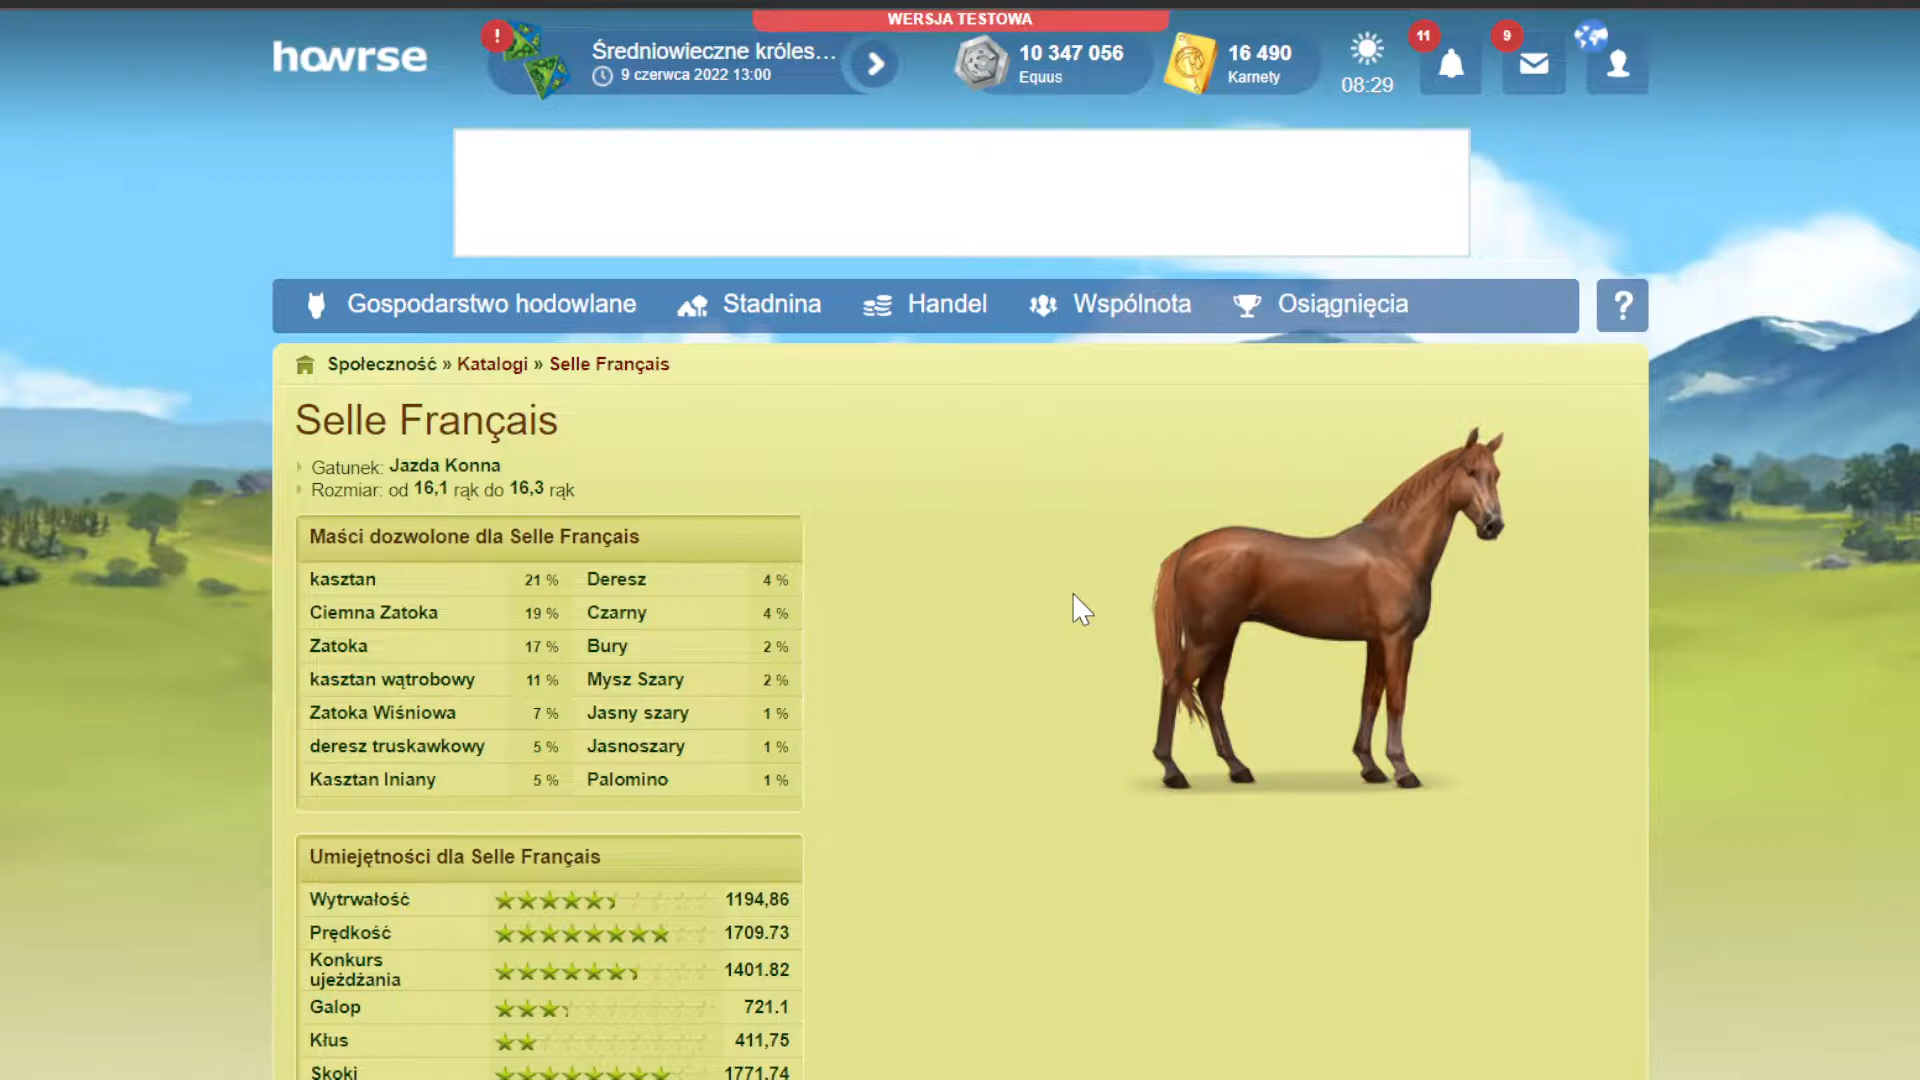 WERSJA TESTOWA
howrse
!
Średniowieczne króles...
9 czerwca 2022 13:00
10 347 056
Equus
16 490
Karnety
08:29
11
9
Gospodarstwo hodowlane
Stadnina
Handel
Wspólnota
Osiągnięcia
?
Społeczność » Katalogi » Selle Français
Selle Français
Gatunek: Jazda Konna
Rozmiar: od 16,1 rąk do 16,3 rąk
Maści dozwolone dla Selle Français
kasztan 21 % Deresz 4 %
Ciemna Zatoka 19 % Czarny 4 %
Zatoka 17 % Bury 2 %
kasztan wątrobowy 11 % Mysz Szary 2 %
Zatoka Wiśniowa 7 % Jasny szary 1 %
deresz truskawkowy 5 % Jasnoszary 1 %
Kasztan lniany 5 % Palomino 1 %
Umiejętności dla Selle Français
Wytrwałość 1194,86
Prędkość 1709.73
Konkurs
ujeżdżania 1401.82
Galop 721.1
Kłus 411,75
Skoki 1771.74